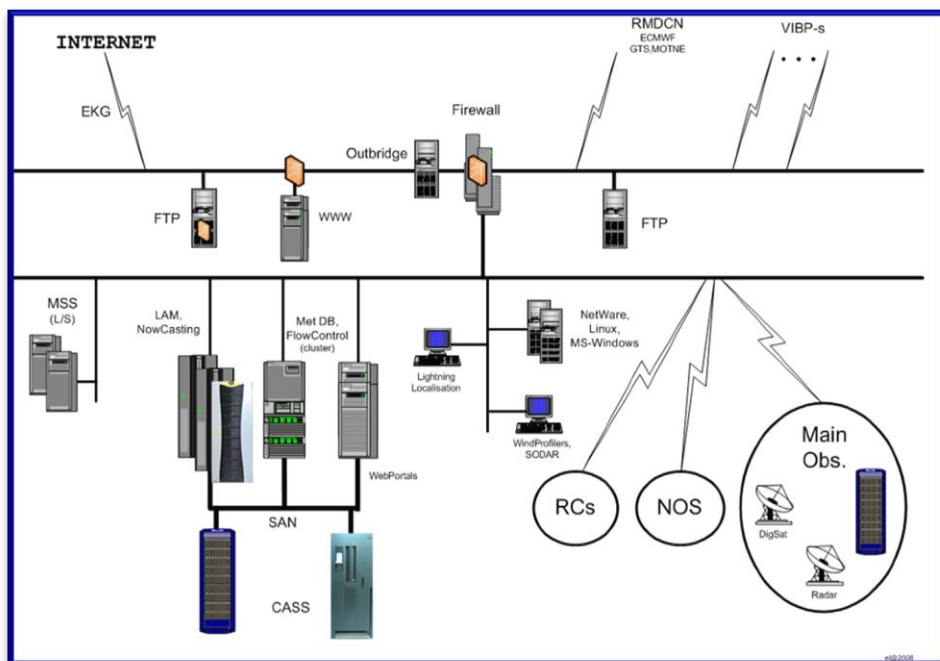 INTERNET
EKG
RMDCN
ECMWF
GTS,MOTNE
VIBP-s
Firewall
Outbridge
FTP
WWW
FTP
MSS
(L/S)
LAM,
NowCasting
Met DB,
FlowControl
(cluster)
WebPortals
Lightning
Localisation
NetWare,
Linux,
MS-Windows
WindProfilers,
SODAR
SAN
CASS
RCs
NOS
Main
Obs.
DigSat
Radar